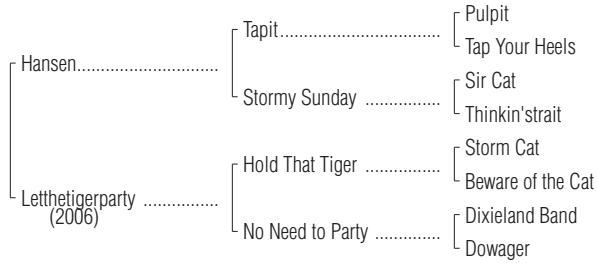 Pulpit
Tapit
Tap Your Heels
Hansen
Sir Cat
Stormy Sunday
Thinkin'strait
Storm Cat
Hold That Tiger
Beware of the Cat
Letthetigerparty
(2006)
Dixieland Band
No Need to Party
Dowager